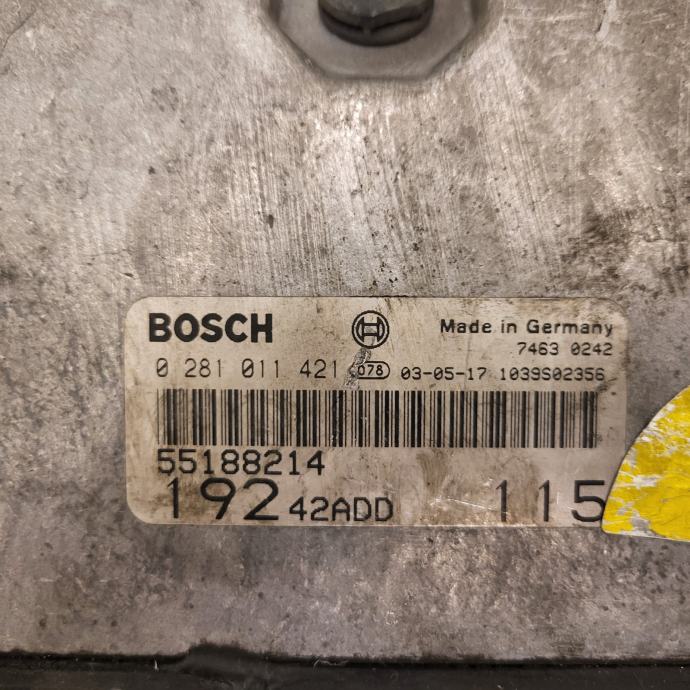 BOSCH Made in Germany
7463 0242
0 281 011 421 078 03-05-17 1039S02356
55188214
192 42ADD 115